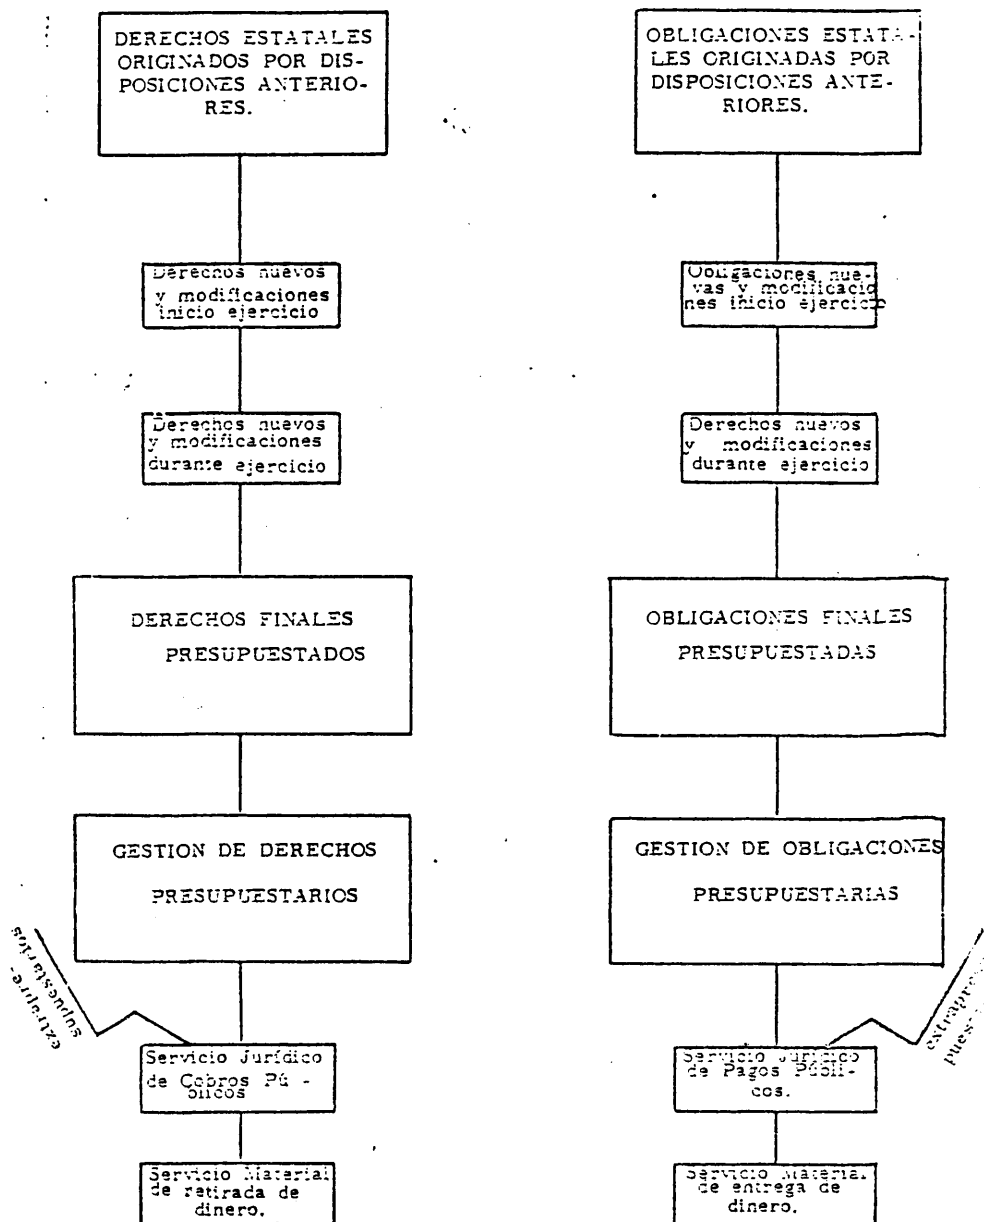 DERECHOS ESTATALES
ORIGINADOS POR DIS-
POSICIONES ANTERIO-
RES.
Derechos nuevos
y modificaciones
inicio ejercicio
Derechos nuevos
y modificaciones
durante ejercicio
DERECHOS FINALES
PRESUPUESTADOS
GESTION DE DERECHOS
PRESUPUESTARIOS
extrapre-
supuestarios
Servicio Jurídico
de Cobros Pú -
blicos
Servicio Material
de retirada de
dinero.
OBLIGACIONES ESTATA-
LES ORIGINADAS POR
DISPOSICIONES ANTE-
RIORES.
Obligaciones nue-
vas y modificacio
nes inicio ejercicio
Derechos nuevos
y modificaciones
durante ejercicio
OBLIGACIONES FINALES
PRESUPUESTADAS
GESTION DE OBLIGACIONES
PRESUPUESTARIAS
Servicio Jurídico
de Pagos Públi-
cos.
Servicio Material
de entrega de
dinero.